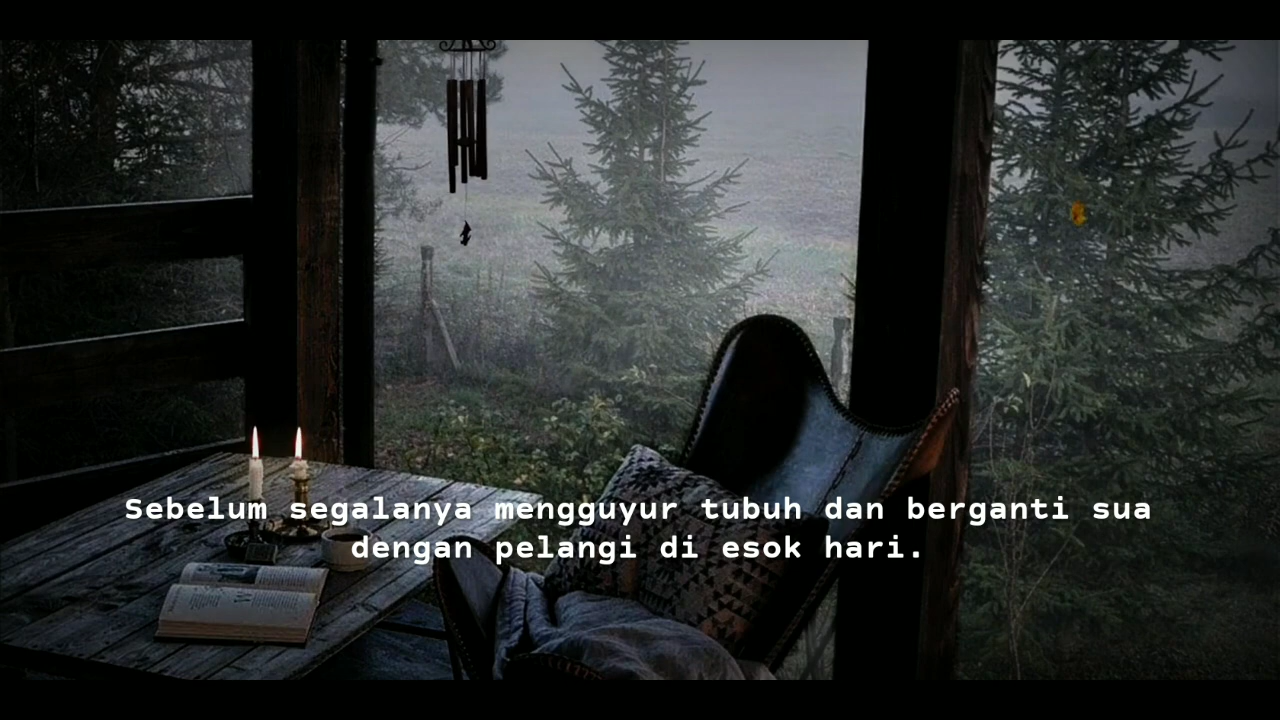 Sebelum segalanya mengguyur tubuh dan berganti sua
dengan pelangi di esok hari.